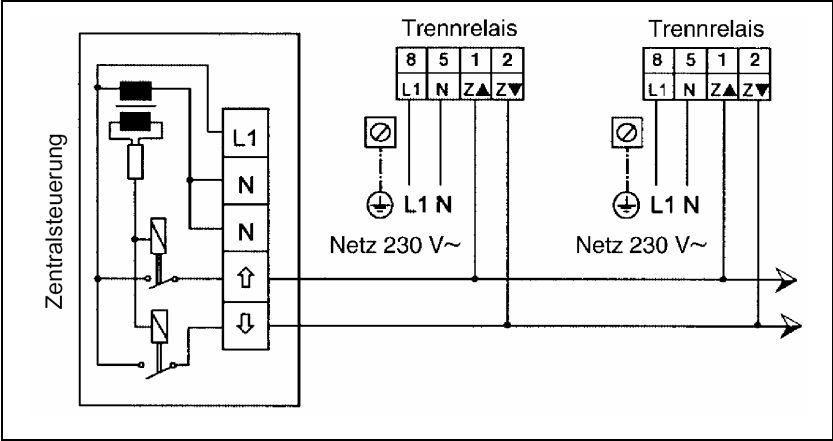 Trennrelais
Trennrelais
8 5 1 2
8 5 1 2
L1 N Z▲ Z▼
L1 N Z▲ Z▼
Zentralsteuerung
L1
N
N
⇧
⇩
L1 N
L1 N
Netz 230 V~
Netz 230 V~